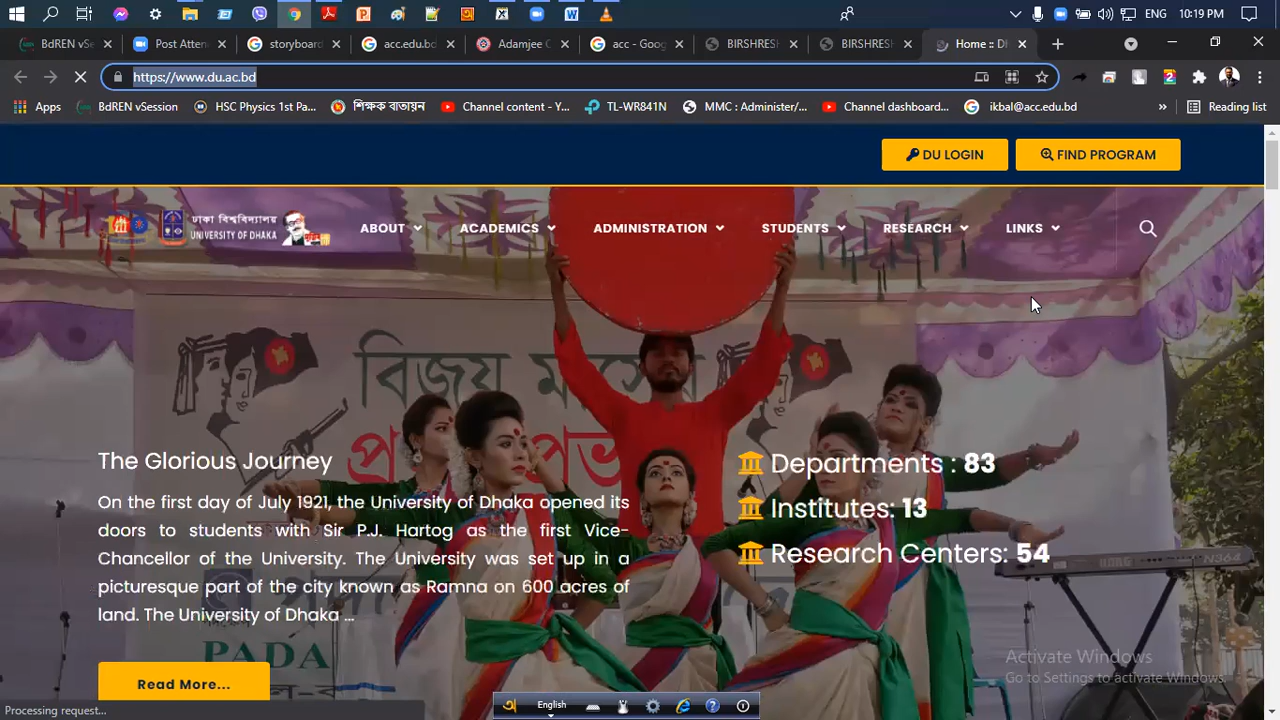 ENG
10:19 PM
BdREN vSe
Post Atten
storyboard
acc.edu.bd
Adamjee C
acc - Goog
BIRSHRESH
BIRSHRESH
Home :: DH
https://www.du.ac.bd
Apps
BdREN vSession
HSC Physics 1st Pa...
শিক্ষক বাতায়ন
Channel content - Y...
TL-WR841N
MMC : Administer/...
Channel dashboard...
ikbal@acc.edu.bd
Reading list
DU LOGIN
FIND PROGRAM
ঢাকা বিশ্ববিদ্যালয়
UNIVERSITY OF DHAKA
ABOUT
ACADEMICS
ADMINISTRATION
STUDENTS
RESEARCH
LINKS
বিজয়
The Glorious Journey
On the first day of July 1921, the University of Dhaka opened its
doors to students with Sir P.J. Hartog as the first Vice-
Chancellor of the University. The University was set up in a
picturesque part of the city known as Ramna on 600 acres of
land. The University of Dhaka ...
Departments : 83
Institutes: 13
Research Centers: 54
KORG
N364
PADA
Read More...
Activate Windows
Go to Settings to activate Windows.
Processing request...
English